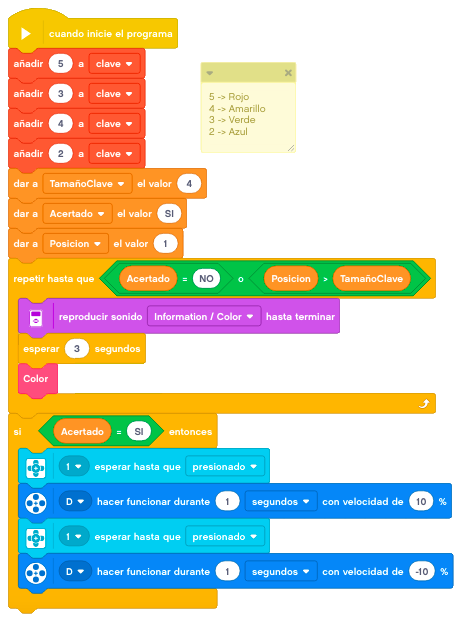 cuando inicie el programa
añadir 5 a clave
añadir 3 a clave
añadir 4 a clave
añadir 2 a clave
5 -> Rojo
4 -> Amarillo
3 -> Verde
2 -> Azul
dar a TamañoClave el valor 4
dar a Acertado el valor SI
dar a Posicion el valor 1
repetir hasta que Acertado = NO o Posicion > TamañoClave
reproducir sonido Information / Color hasta terminar
esperar 3 segundos
Color
si Acertado = SI entonces
1 esperar hasta que presionado
D hacer funcionar durante 1 segundos con velocidad de 10 %
1 esperar hasta que presionado
D hacer funcionar durante 1 segundos con velocidad de -10 %